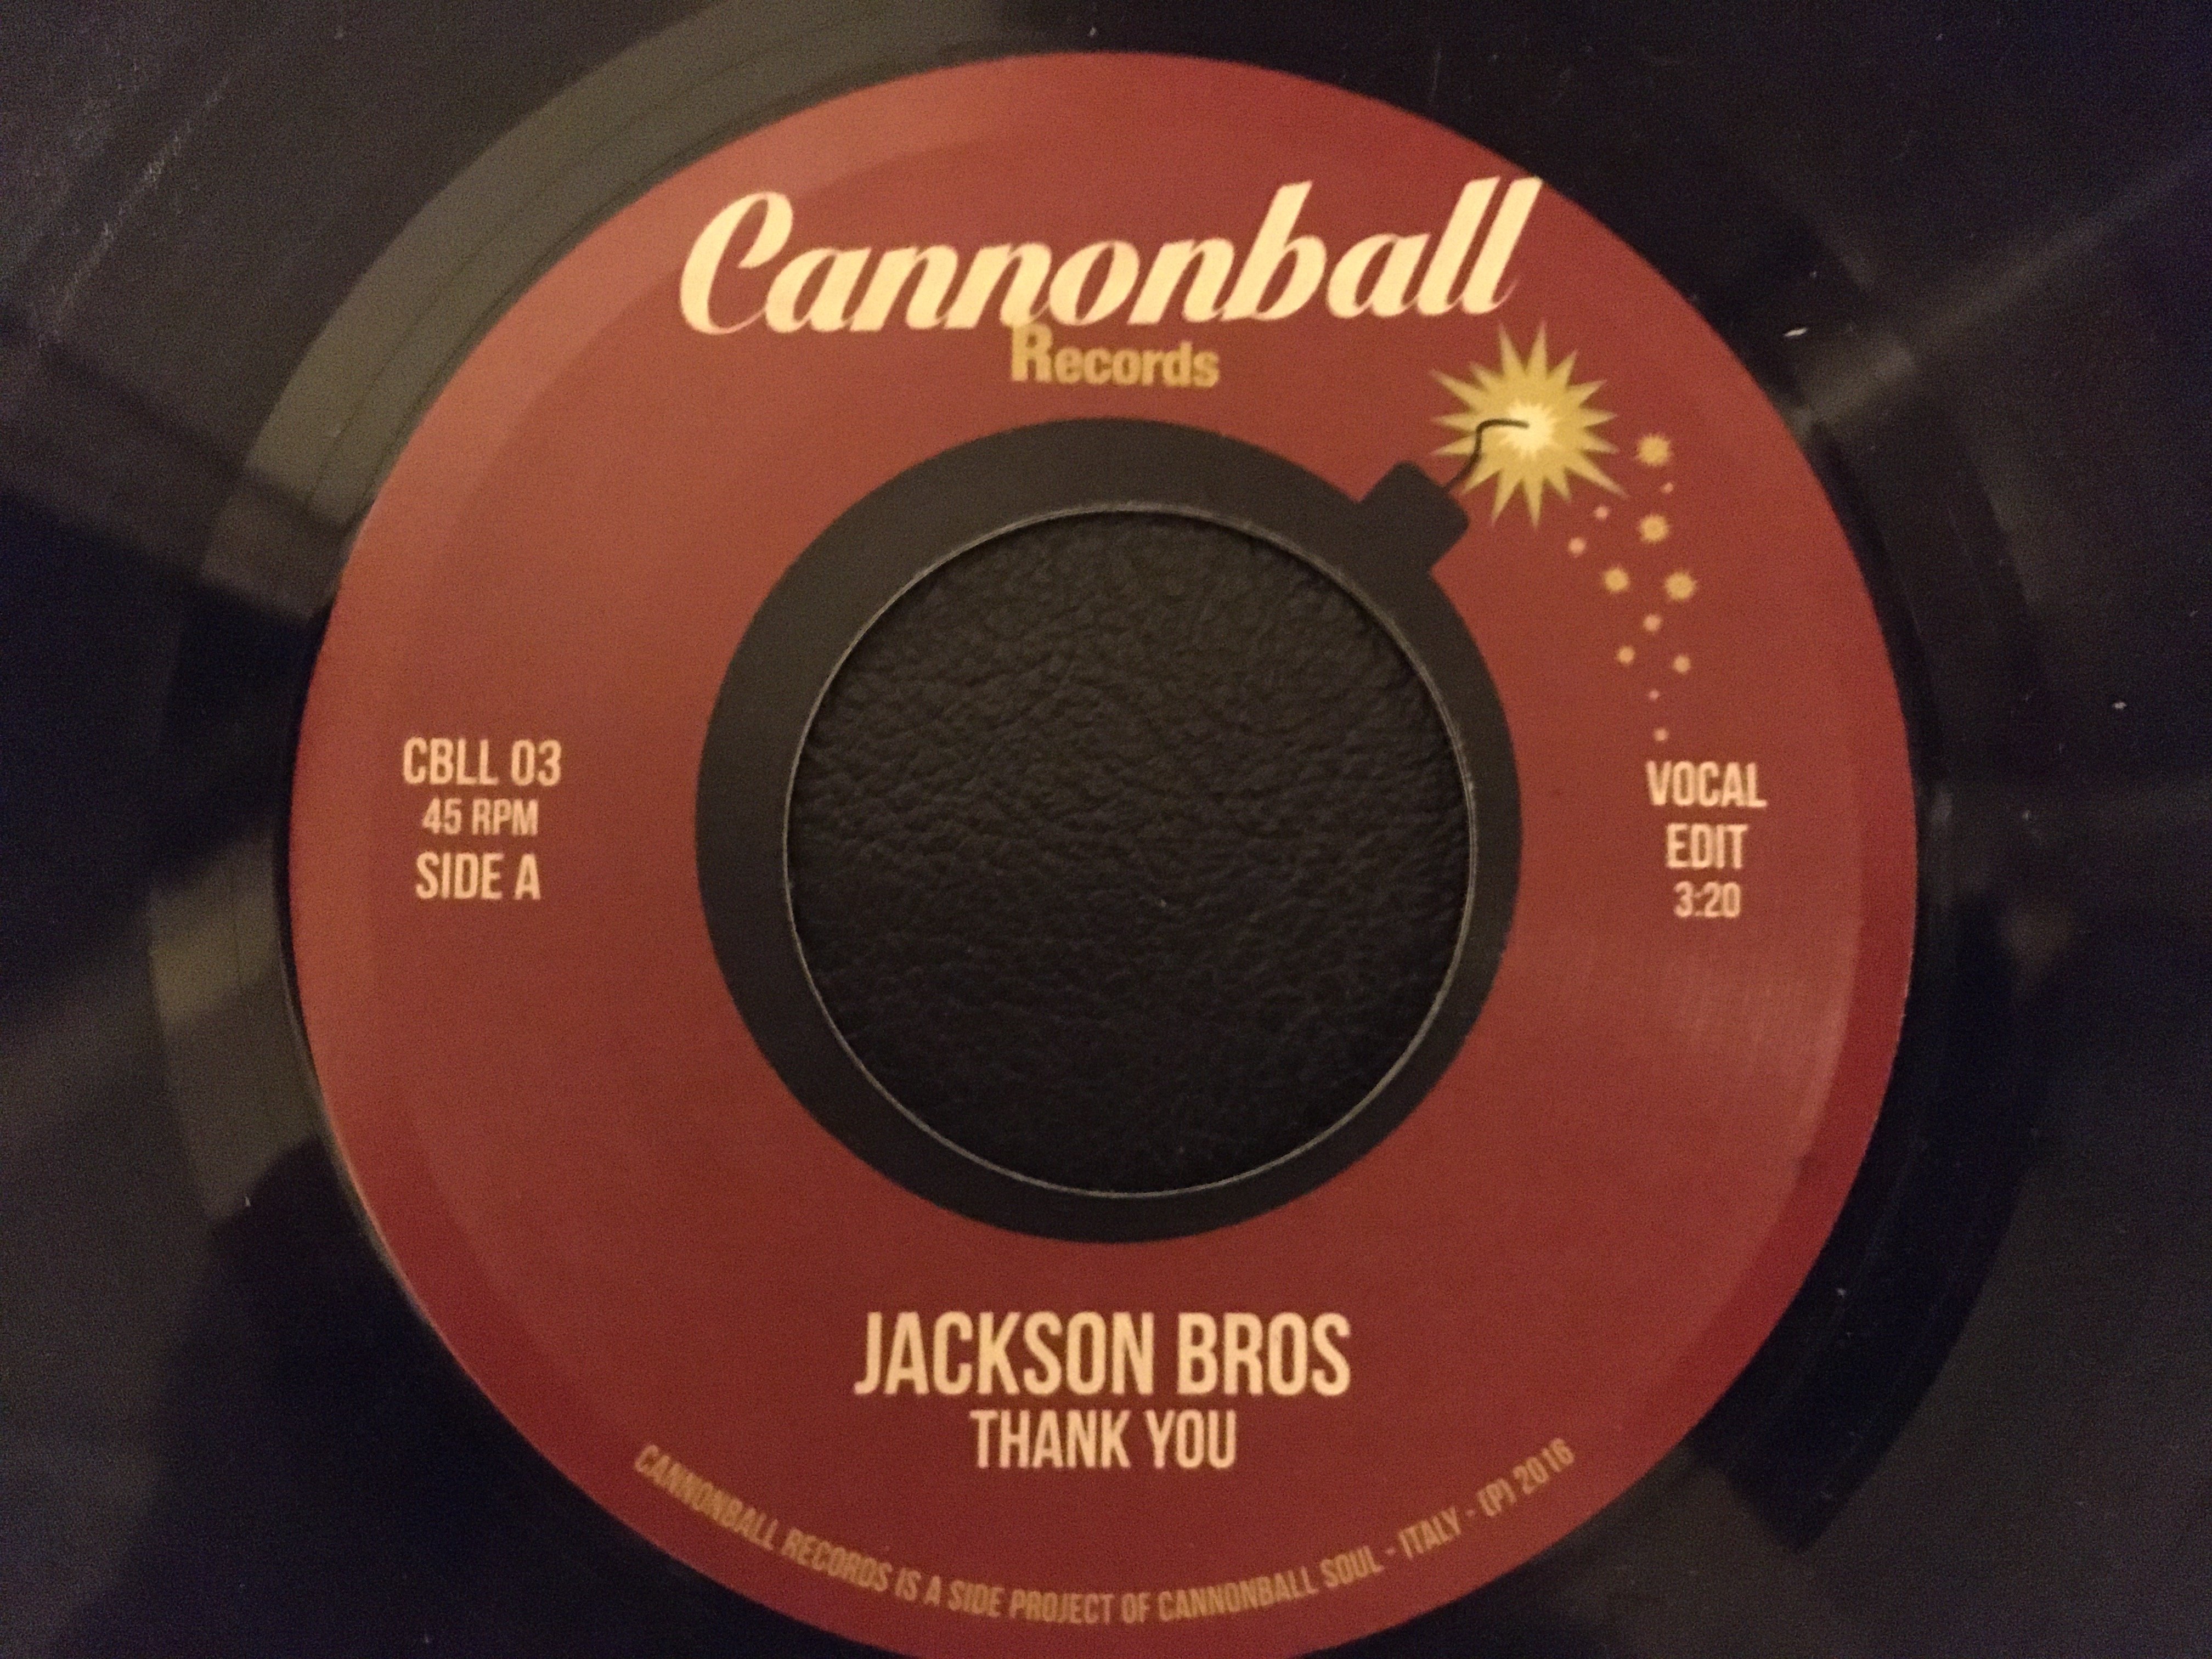 Cannonball
Records
CBLL 03
45 RPM
SIDE A
VOCAL
EDIT
3:20
JACKSON BROS
THANK YOU
CANNONBALL RECORDS IS A SIDE PROJECT OF CANNONBALL SOUL - ITALY - (P) 2016